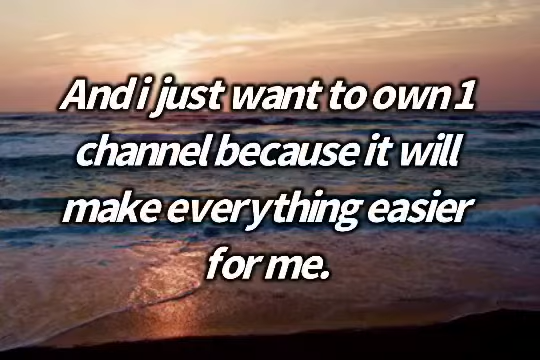 And i just want to own 1
channel because it will
make everything easier
for me.